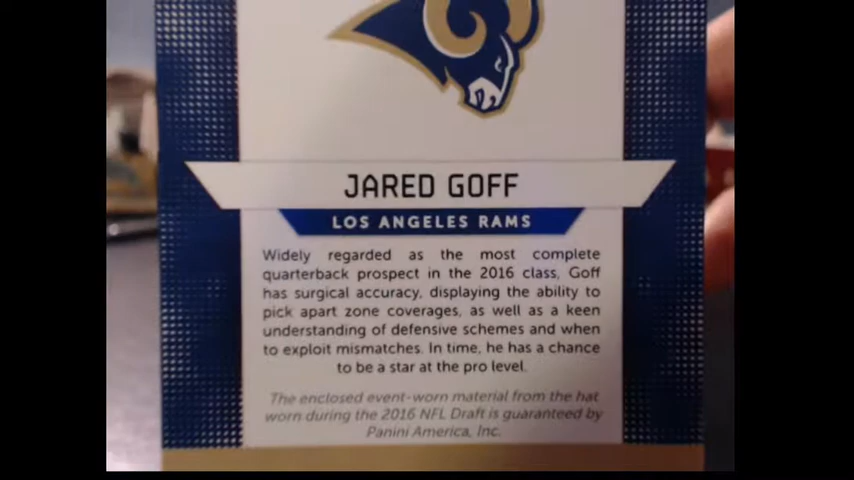 JARED GOFF
LOS ANGELES RAMS
Widely regarded as the most complete
quarterback prospect in the 2016 class, Goff
has surgical accuracy, displaying the ability to
pick apart zone coverages, as well as a keen
understanding of defensive schemes and when
to exploit mismatches. In time, he has a chance
to be a star at the pro level.
The enclosed event-worn material from the hat
worn during the 2016 NFL Draft is guaranteed by
Panini America, Inc.